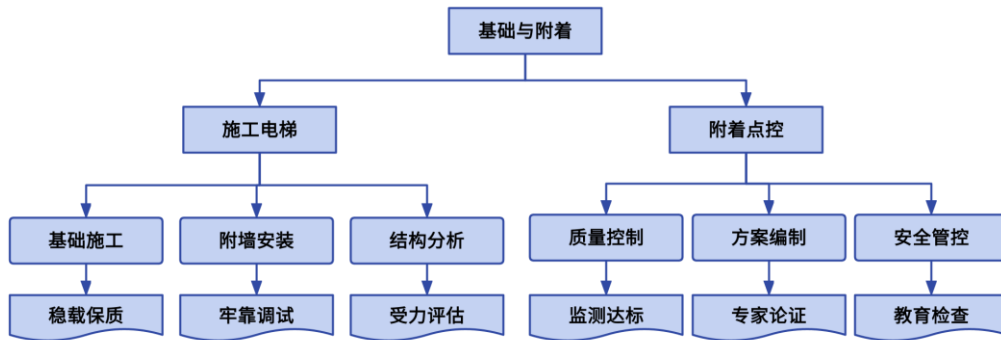 基础与附着
施工电梯
附着点控
基础施工
附墙安装
结构分析
质量控制
方案编制
安全管控
稳载保质
牢靠调试
受力评估
监测达标
专家论证
教育检查